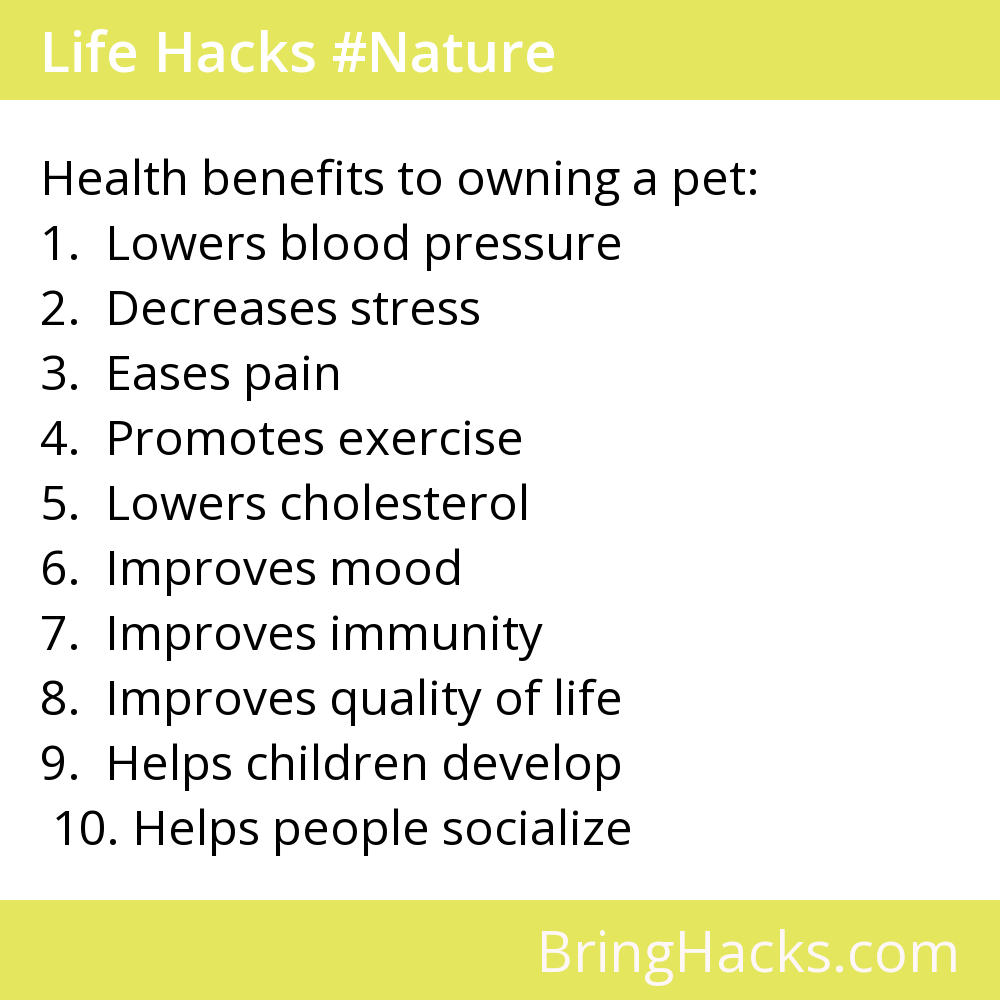 Life Hacks #Nature
Health benefits to owning a pet:
1.  Lowers blood pressure
2.  Decreases stress
3.  Eases pain
4.  Promotes exercise
5.  Lowers cholesterol
6.  Improves mood
7.  Improves immunity
8.  Improves quality of life
9.  Helps children develop
10. Helps people socialize
BringHacks.com